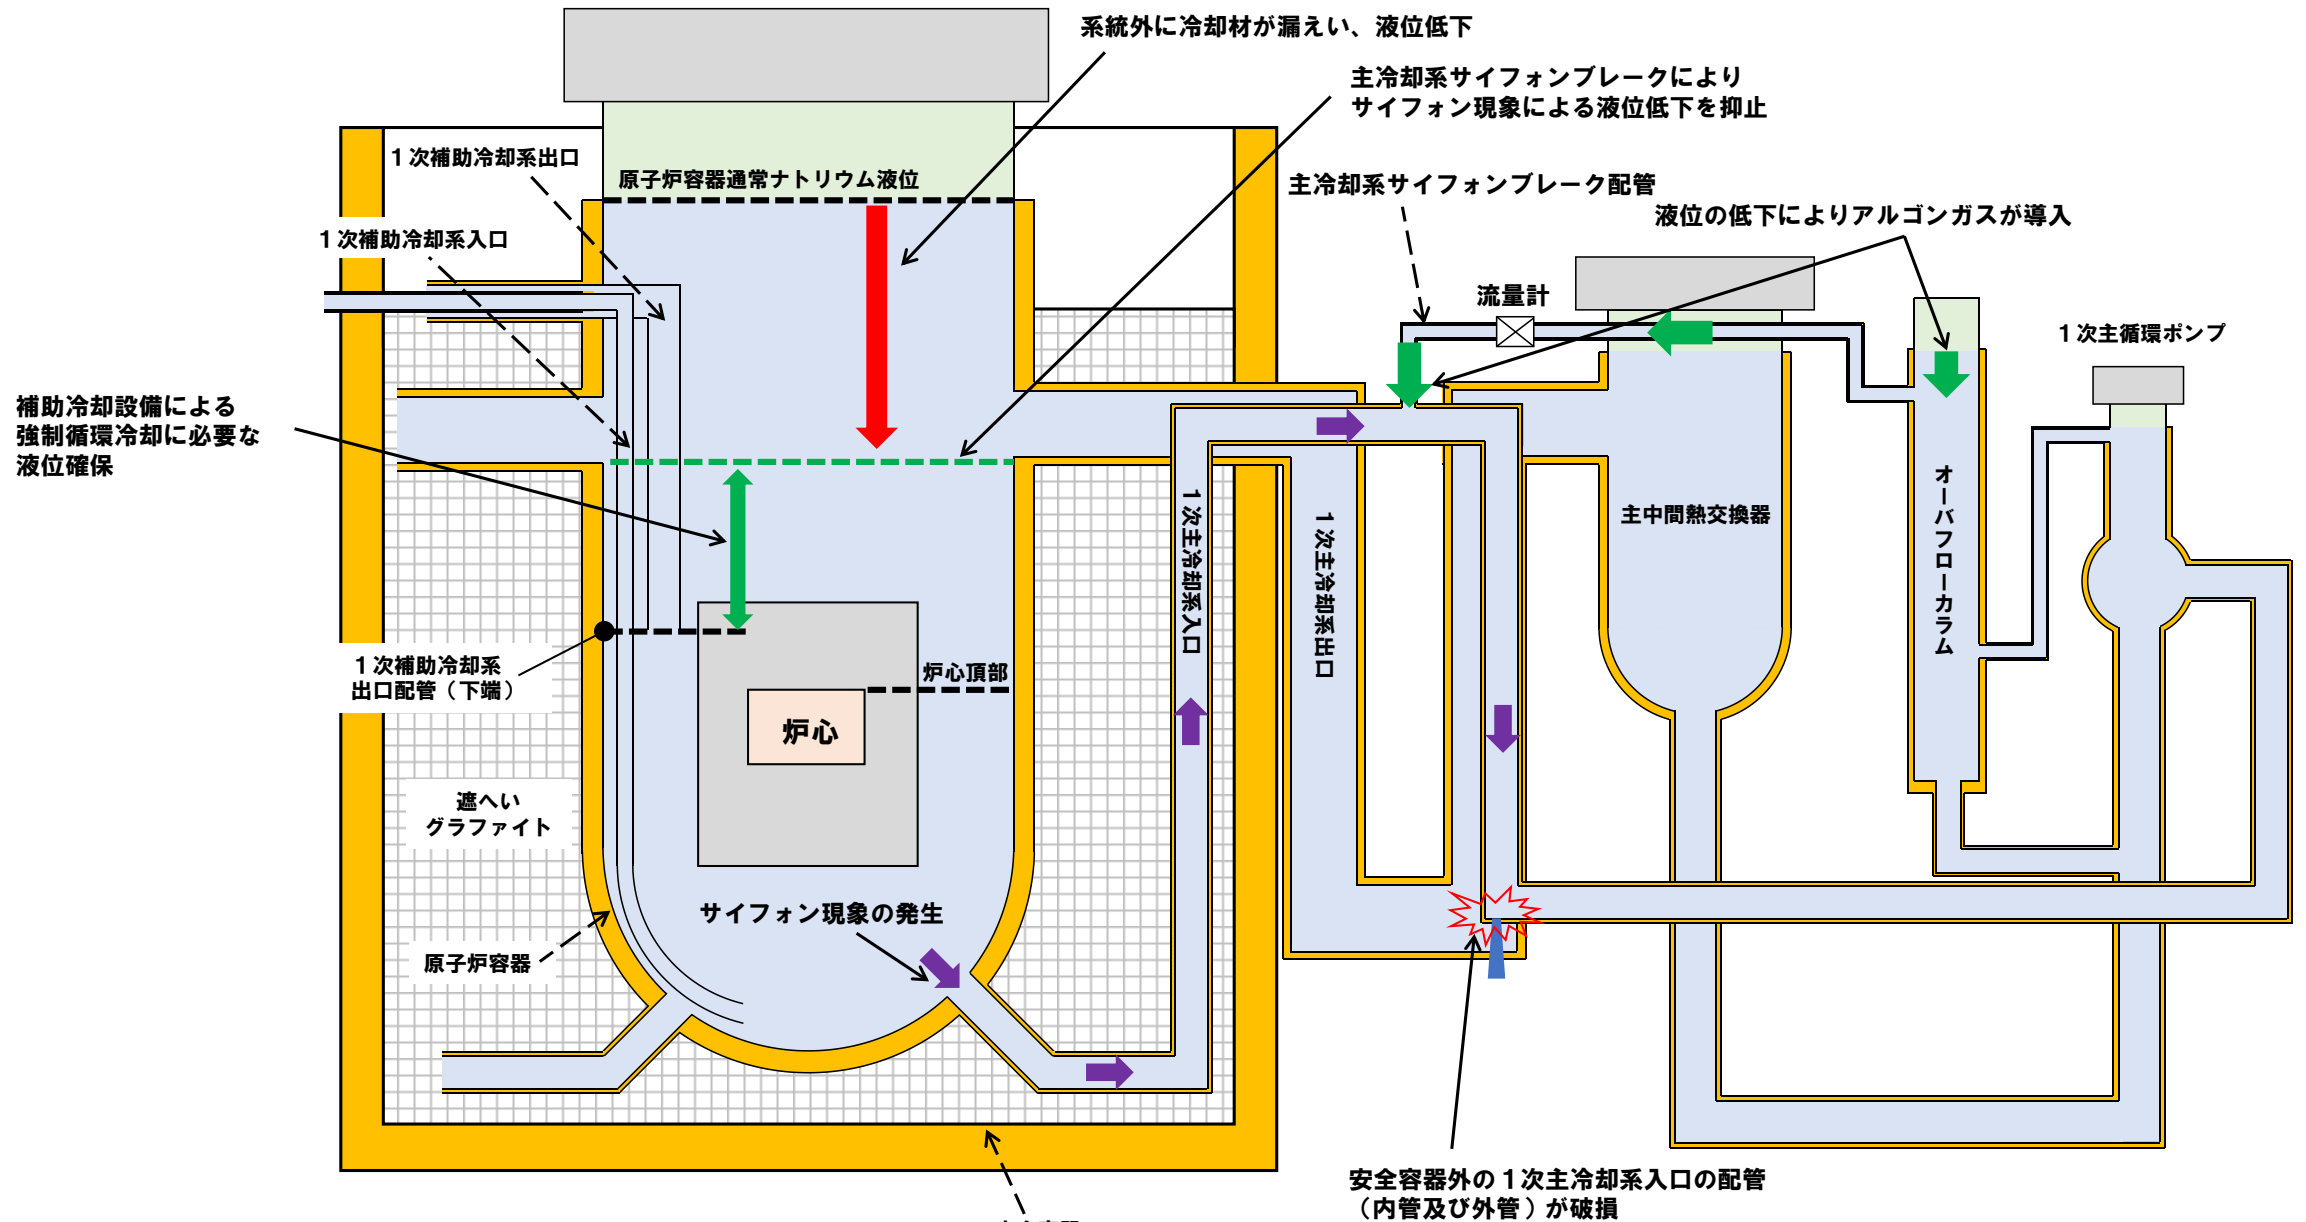 系統外に冷却材が漏えい、液位低下
主冷却系サイフォンブレークにより
サイフォン現象による液位低下を抑止
１次補助冷却系出口
原子炉容器通常ナトリウム液位
主冷却系サイフォンブレーク配管
液位の低下によりアルゴンガスが導入
１次補助冷却系入口
流量計
１次主循環ポンプ
補助冷却設備による
強制循環冷却に必要な
液位確保
１次主冷却系入口
１次主冷却系出口
主中間熱交換器
オーバフローカラム
１次補助冷却系
出口配管（下端）
炉心頂部
炉心
遮へい
グラファイト
サイフォン現象の発生
原子炉容器
安全容器外の１次主冷却系入口の配管
（内管及び外管）が破損